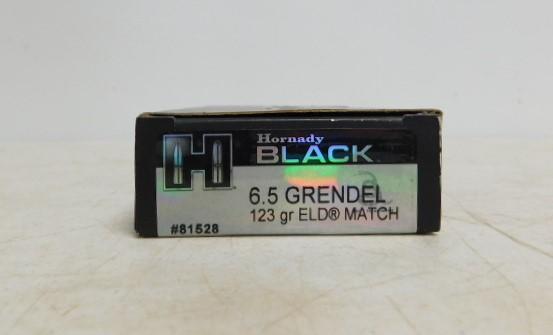 H
Hornady
BLACK
6.5 GRENDEL
123 gr ELD® MATCH
#81528